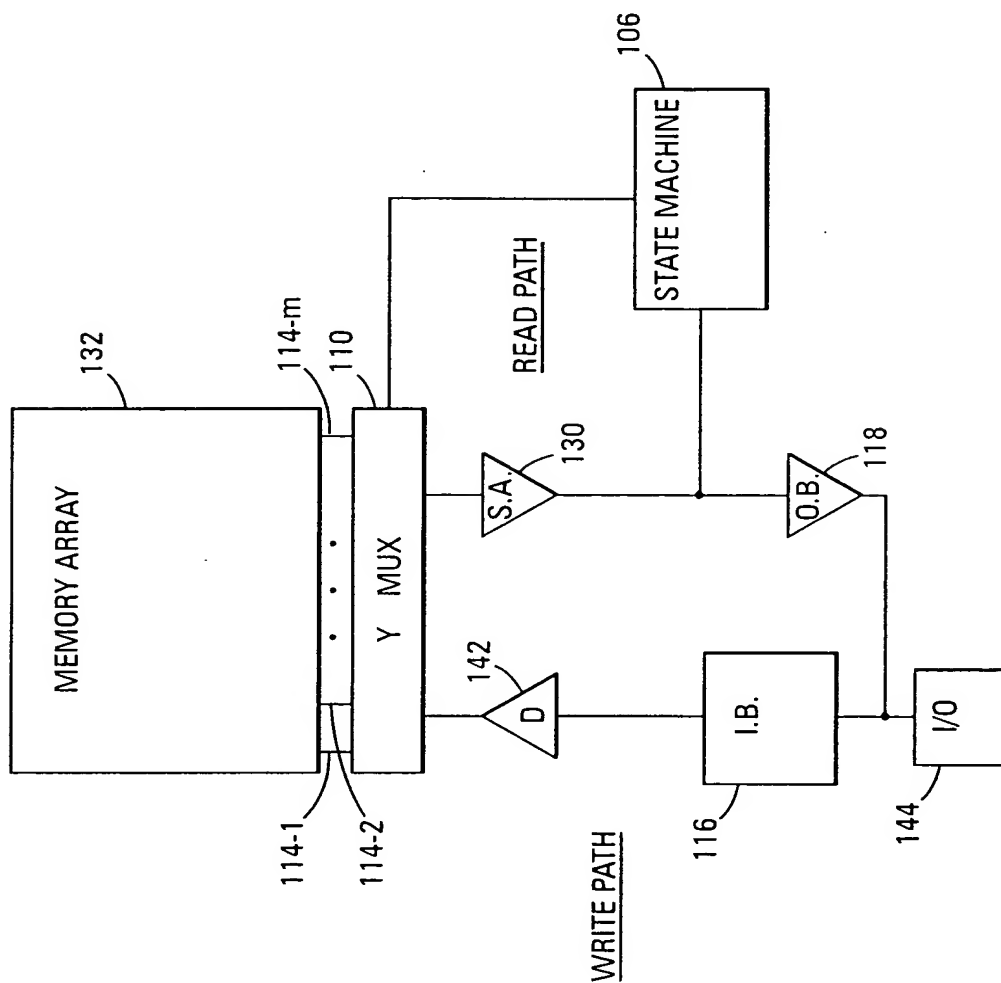 132
MEMORY ARRAY
114-1
114-2
114-m
110
Y MUX
142
D
S.A.
130
READ PATH
106
STATE MACHINE
WRITE PATH
116
I.B.
O.B.
118
144
I/O